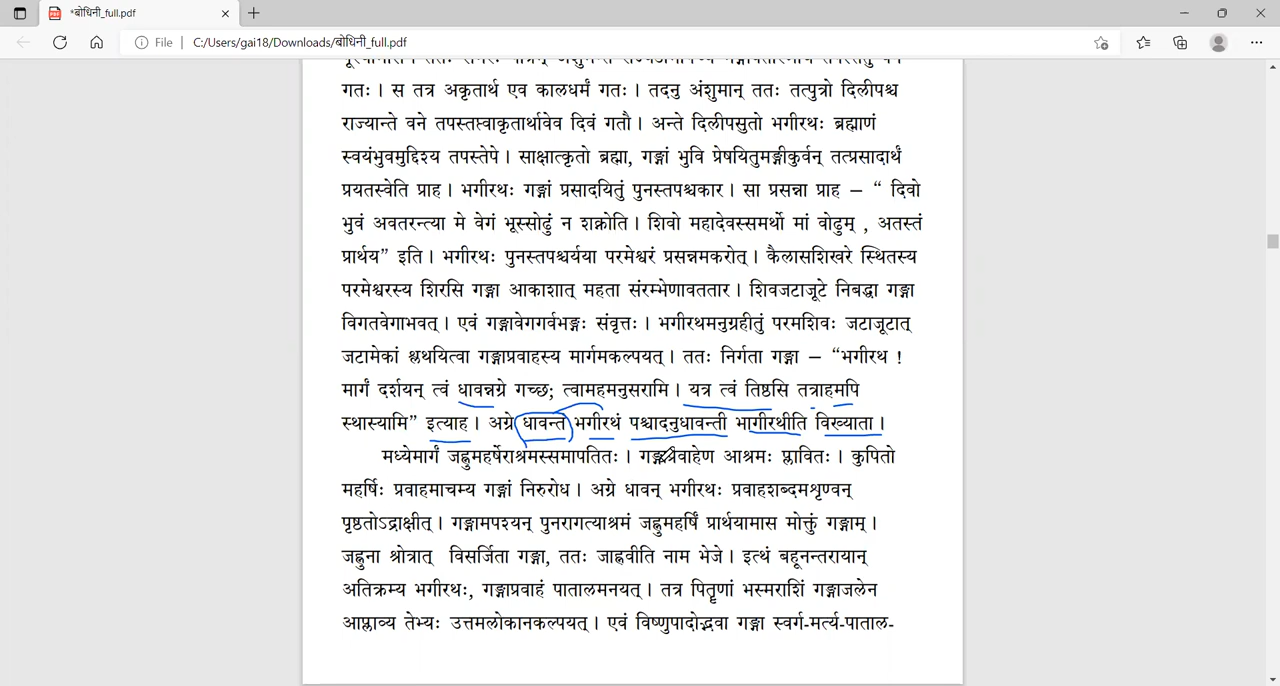 *बोधिनी_full.pdf
File | C:/Users/gai18/Downloads/बोधिनी_full.pdf
गतः । स तत्र अकृतार्थ एव कालधर्मं गतः । तदनु अंशुमान् ततः तत्पुत्रो दिलीपश्च
राज्यान्ते वने तपस्तप्त्वाकृतार्थावेव दिवं गतौ । अन्ते दिलीपसुतो भगीरथः ब्रह्माणं
स्वयंभुवमुद्दिश्य तपस्तेपे । साक्षात्कृतो ब्रह्मा, गङ्गां भुवि प्रेषयितुमङ्गीकुर्वन् तत्प्रसादार्थं
प्रयतस्वेति प्राह । भगीरथः गङ्गां प्रसादयितुं पुनस्तपश्चकार । सा प्रसन्ना प्राह – “ दिवो
भुवं अवतरन्त्या मे वेगं भूस्सोढुं न शक्नोति । शिवो महादेवस्समर्थो मां वोढुम् , अतस्तं
प्रार्थय” इति । भगीरथः पुनस्तपश्चर्यया परमेश्वरं प्रसन्नमकरोत् । कैलासशिखरे स्थितस्य
परमेश्वरस्य शिरसि गङ्गा आकाशात् महता संरम्भेणावततार । शिवजटाजूटे निबद्धा गङ्गा
विगतवेगाभवत् । एवं गङ्गावेगगर्वभङ्गः संवृत्तः । भगीरथमनुग्रहीतुं परमशिवः जटाजूटात्
जटामेकां श्लथयित्वा गङ्गाप्रवाहस्य मार्गमकल्पयत् । ततः निर्गता गङ्गा – “भगीरथ !
मार्गं दर्शयन् त्वं धावन्नग्रे गच्छ; त्वामहमनुसरामि । यत्र त्वं तिष्ठसि तत्राहमपि
स्थास्यामि” इत्याह । अग्रे धावन्तं भगीरथं पश्चादनुधावन्ती भागीरथीति विख्याता ।
मध्येमार्गं जह्नुमहर्षेराश्रमस्समापतितः । गङ्गाप्रवाहेण आश्रमः प्लावितः । कुपितो
महर्षिः प्रवाहमाचम्य गङ्गां निरुरोध । अग्रे धावन् भगीरथः प्रवाहशब्दमशृण्वन्
पृष्ठतोऽद्राक्षीत् । गङ्गामपश्यन् पुनरागत्याश्रमं जह्नुमहर्षिं प्रार्थयामास मोक्तुं गङ्गाम् ।
जह्नुना श्रोत्रात् विसर्जिता गङ्गा, ततः जाह्नवीति नाम भेजे । इत्थं बहूनन्तरायान्
अतिक्रम्य भगीरथः, गङ्गाप्रवाहं पातालमनयत् । तत्र पितॄणां भस्मराशिं गङ्गाजलेन
आप्लाव्य तेभ्यः उत्तमलोकानकल्पयत् । एवं विष्णुपादोद्भवा गङ्गा स्वर्ग-मर्त्य-पाताल-